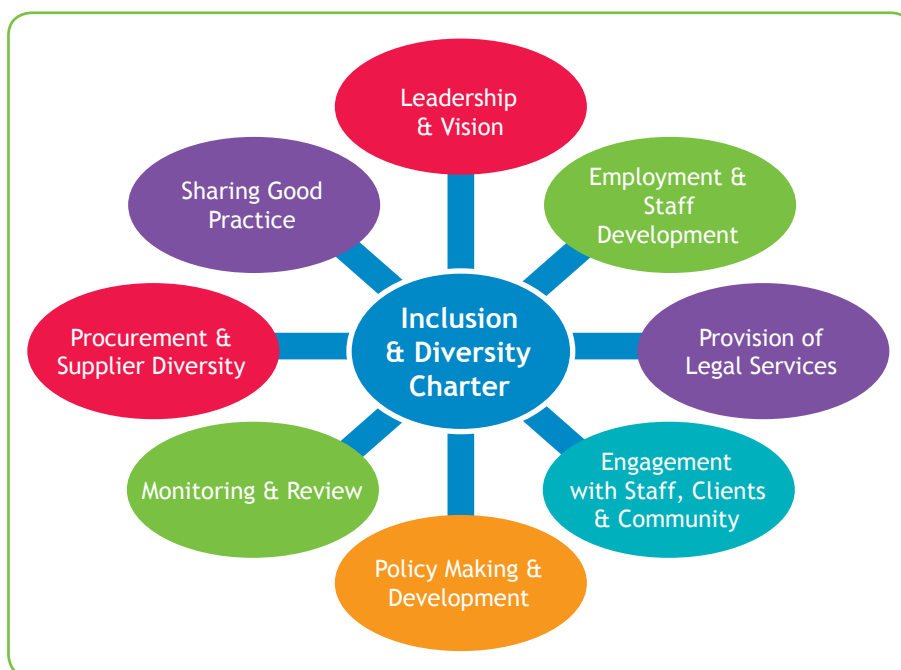 Leadership
& Vision
Employment &
Staff
Development
Provision of
Legal Services
Engagement
with Staff, Clients
& Community
Policy Making &
Development
Monitoring & Review
Procurement &
Supplier Diversity
Sharing Good
Practice
Inclusion
& Diversity
Charter